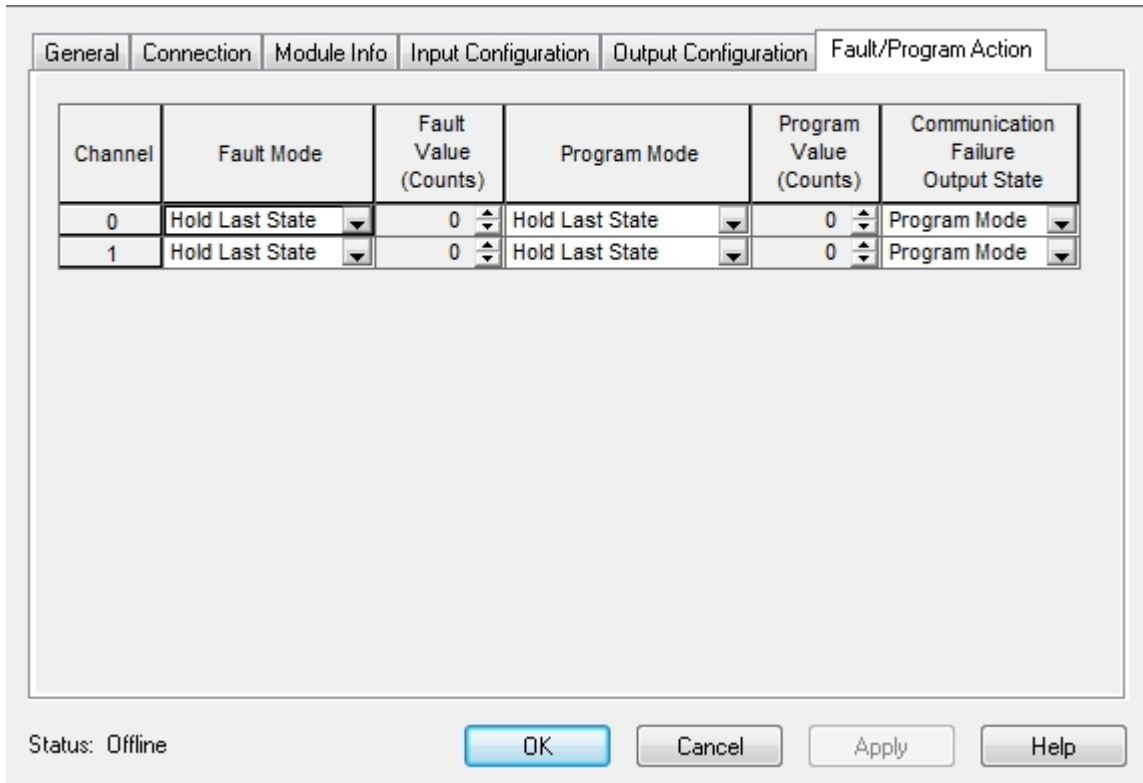 General Connection Module Info Input Configuration Output Configuration Fault/Program Action
Channel Fault Mode Fault Value (Counts) Program Mode Program Value (Counts) Communication Failure Output State
0 Hold Last State 0 Hold Last State 0 Program Mode
1 Hold Last State 0 Hold Last State 0 Program Mode
Status: Offline OK Cancel Apply Help